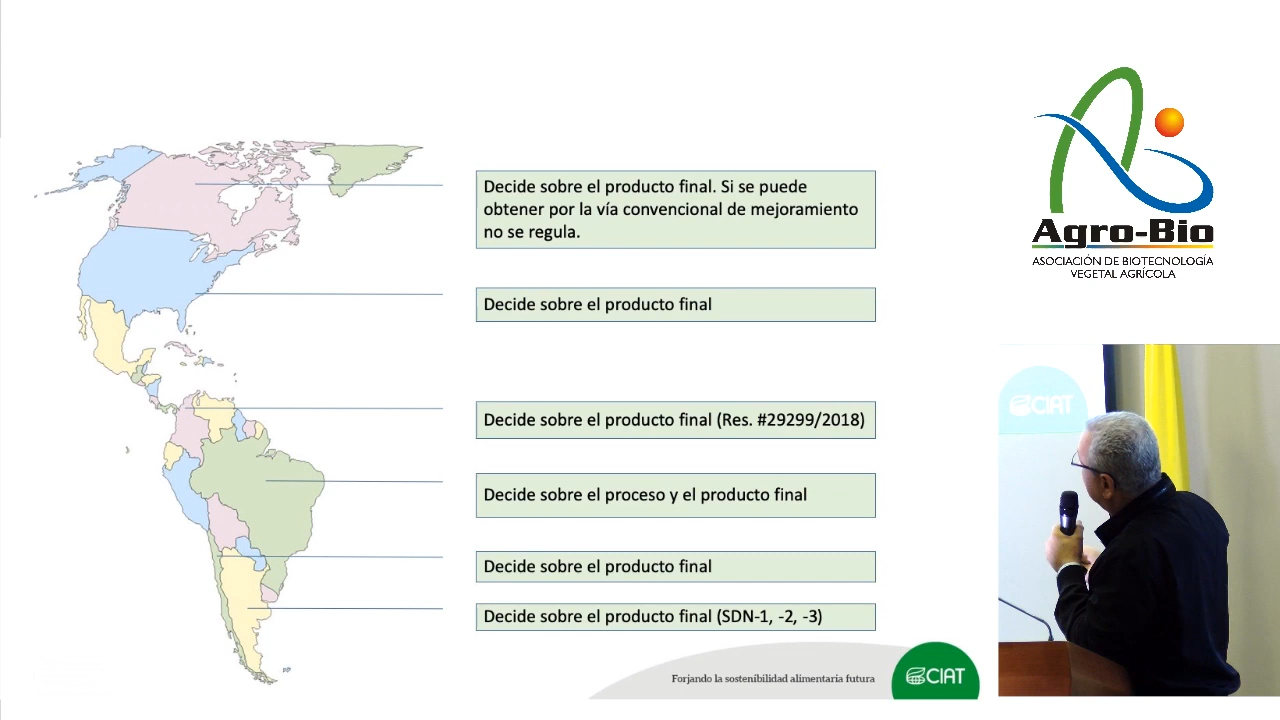 Decide sobre el producto final. Si se puede
obtener por la vía convencional de mejoramiento
no se regula.
Decide sobre el producto final
Decide sobre el producto final (Res. #29299/2018)
Decide sobre el proceso y el producto final
Decide sobre el producto final
Decide sobre el producto final (SDN-1, -2, -3)
Forjando la sostenibilidad alimentaria futura
CIAT
Agro-Bio
ASOCIACIÓN DE BIOTECNOLOGÍA
VEGETAL AGRÍCOLA
CIAT